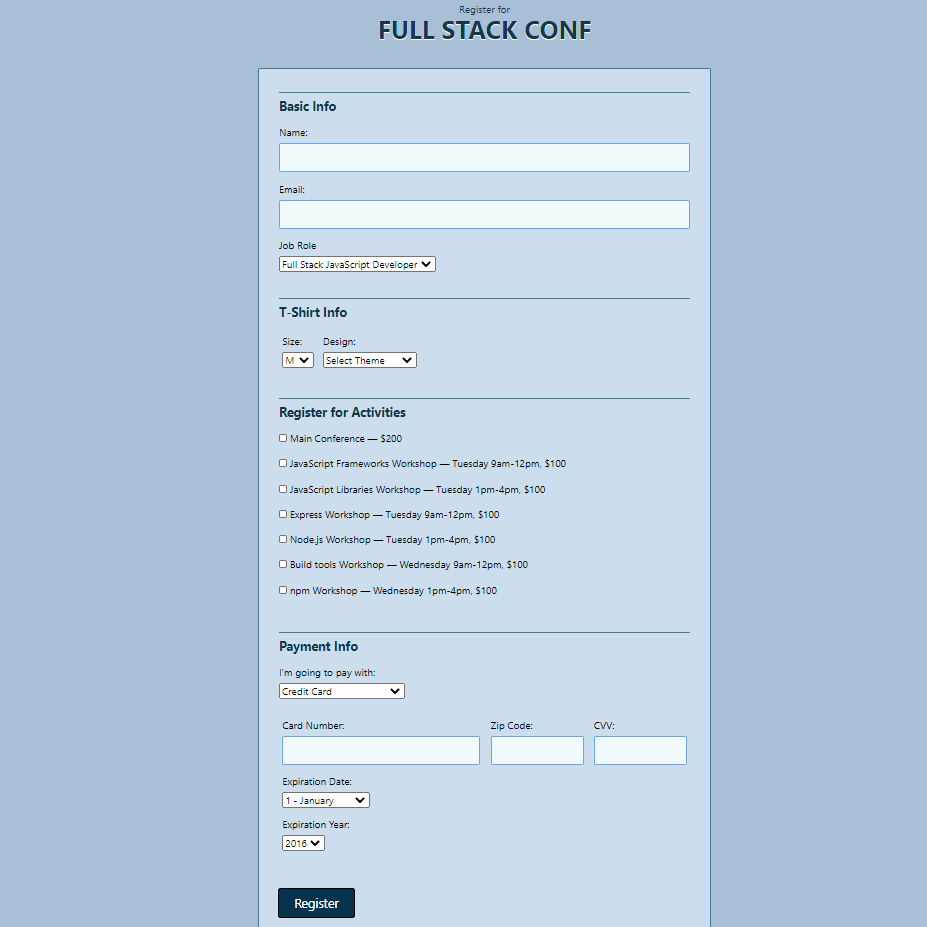 Register for
FULL STACK CONF
Basic Info
Name:
Email:
Job Role
Full Stack JavaScript Developer
T-Shirt Info
Size: Design:
M Select Theme
Register for Activities
Main Conference — $200
JavaScript Frameworks Workshop — Tuesday 9am-12pm, $100
JavaScript Libraries Workshop — Tuesday 1pm-4pm, $100
Express Workshop — Tuesday 9am-12pm, $100
Node.js Workshop — Tuesday 1pm-4pm, $100
Build tools Workshop — Wednesday 9am-12pm, $100
npm Workshop — Wednesday 1pm-4pm, $100
Payment Info
I'm going to pay with:
Credit Card
Card Number: Zip Code: CVV:
Expiration Date:
1 - January
Expiration Year:
2016
Register